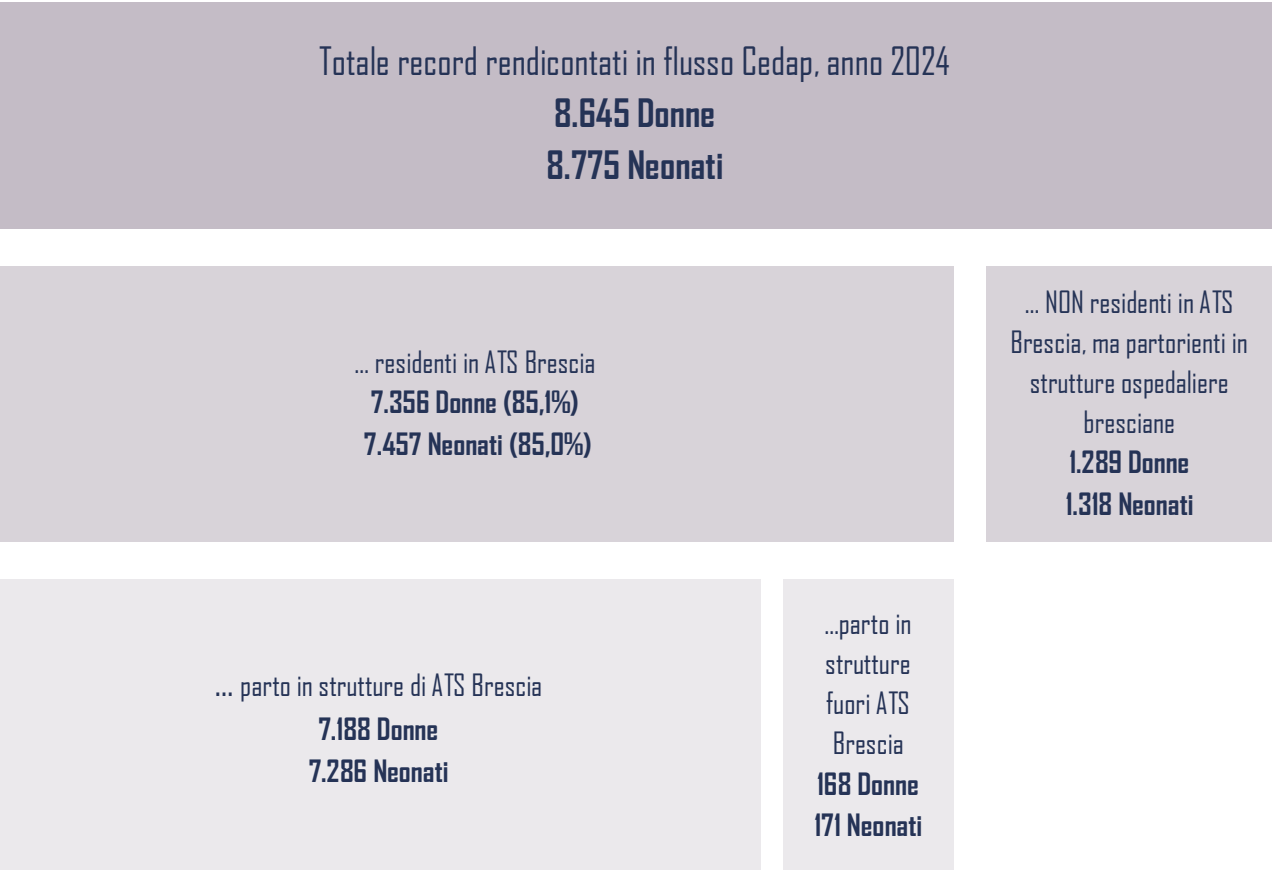 Totale record rendicontati in flusso Cedap, anno 2024
8.645 Donne
8.775 Neonati
... residenti in ATS Brescia
7.356 Donne (85,1%)
7.457 Neonati (85,0%)
... NON residenti in ATS
Brescia, ma partorienti in
strutture ospedaliere
bresciane
1.289 Donne
1.318 Neonati
... parto in strutture di ATS Brescia
7.188 Donne
7.286 Neonati
...parto in
strutture
fuori ATS
Brescia
168 Donne
171 Neonati